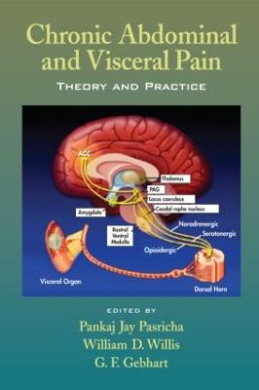 Chronic Abdominal
and Visceral Pain
THEORY AND PRACTICE
ACC
Thalamus
PAG
Locus coeruleus
Caudal raphe nucleus
Amygdala
Noradrenergic
Serotonergic
Rostral
Ventral
Medulla
Opioidergic
Visceral Organ
Dorsal Horn
EDITED BY
Pankaj Jay Pasricha
William D. Willis
G. F. Gebhart